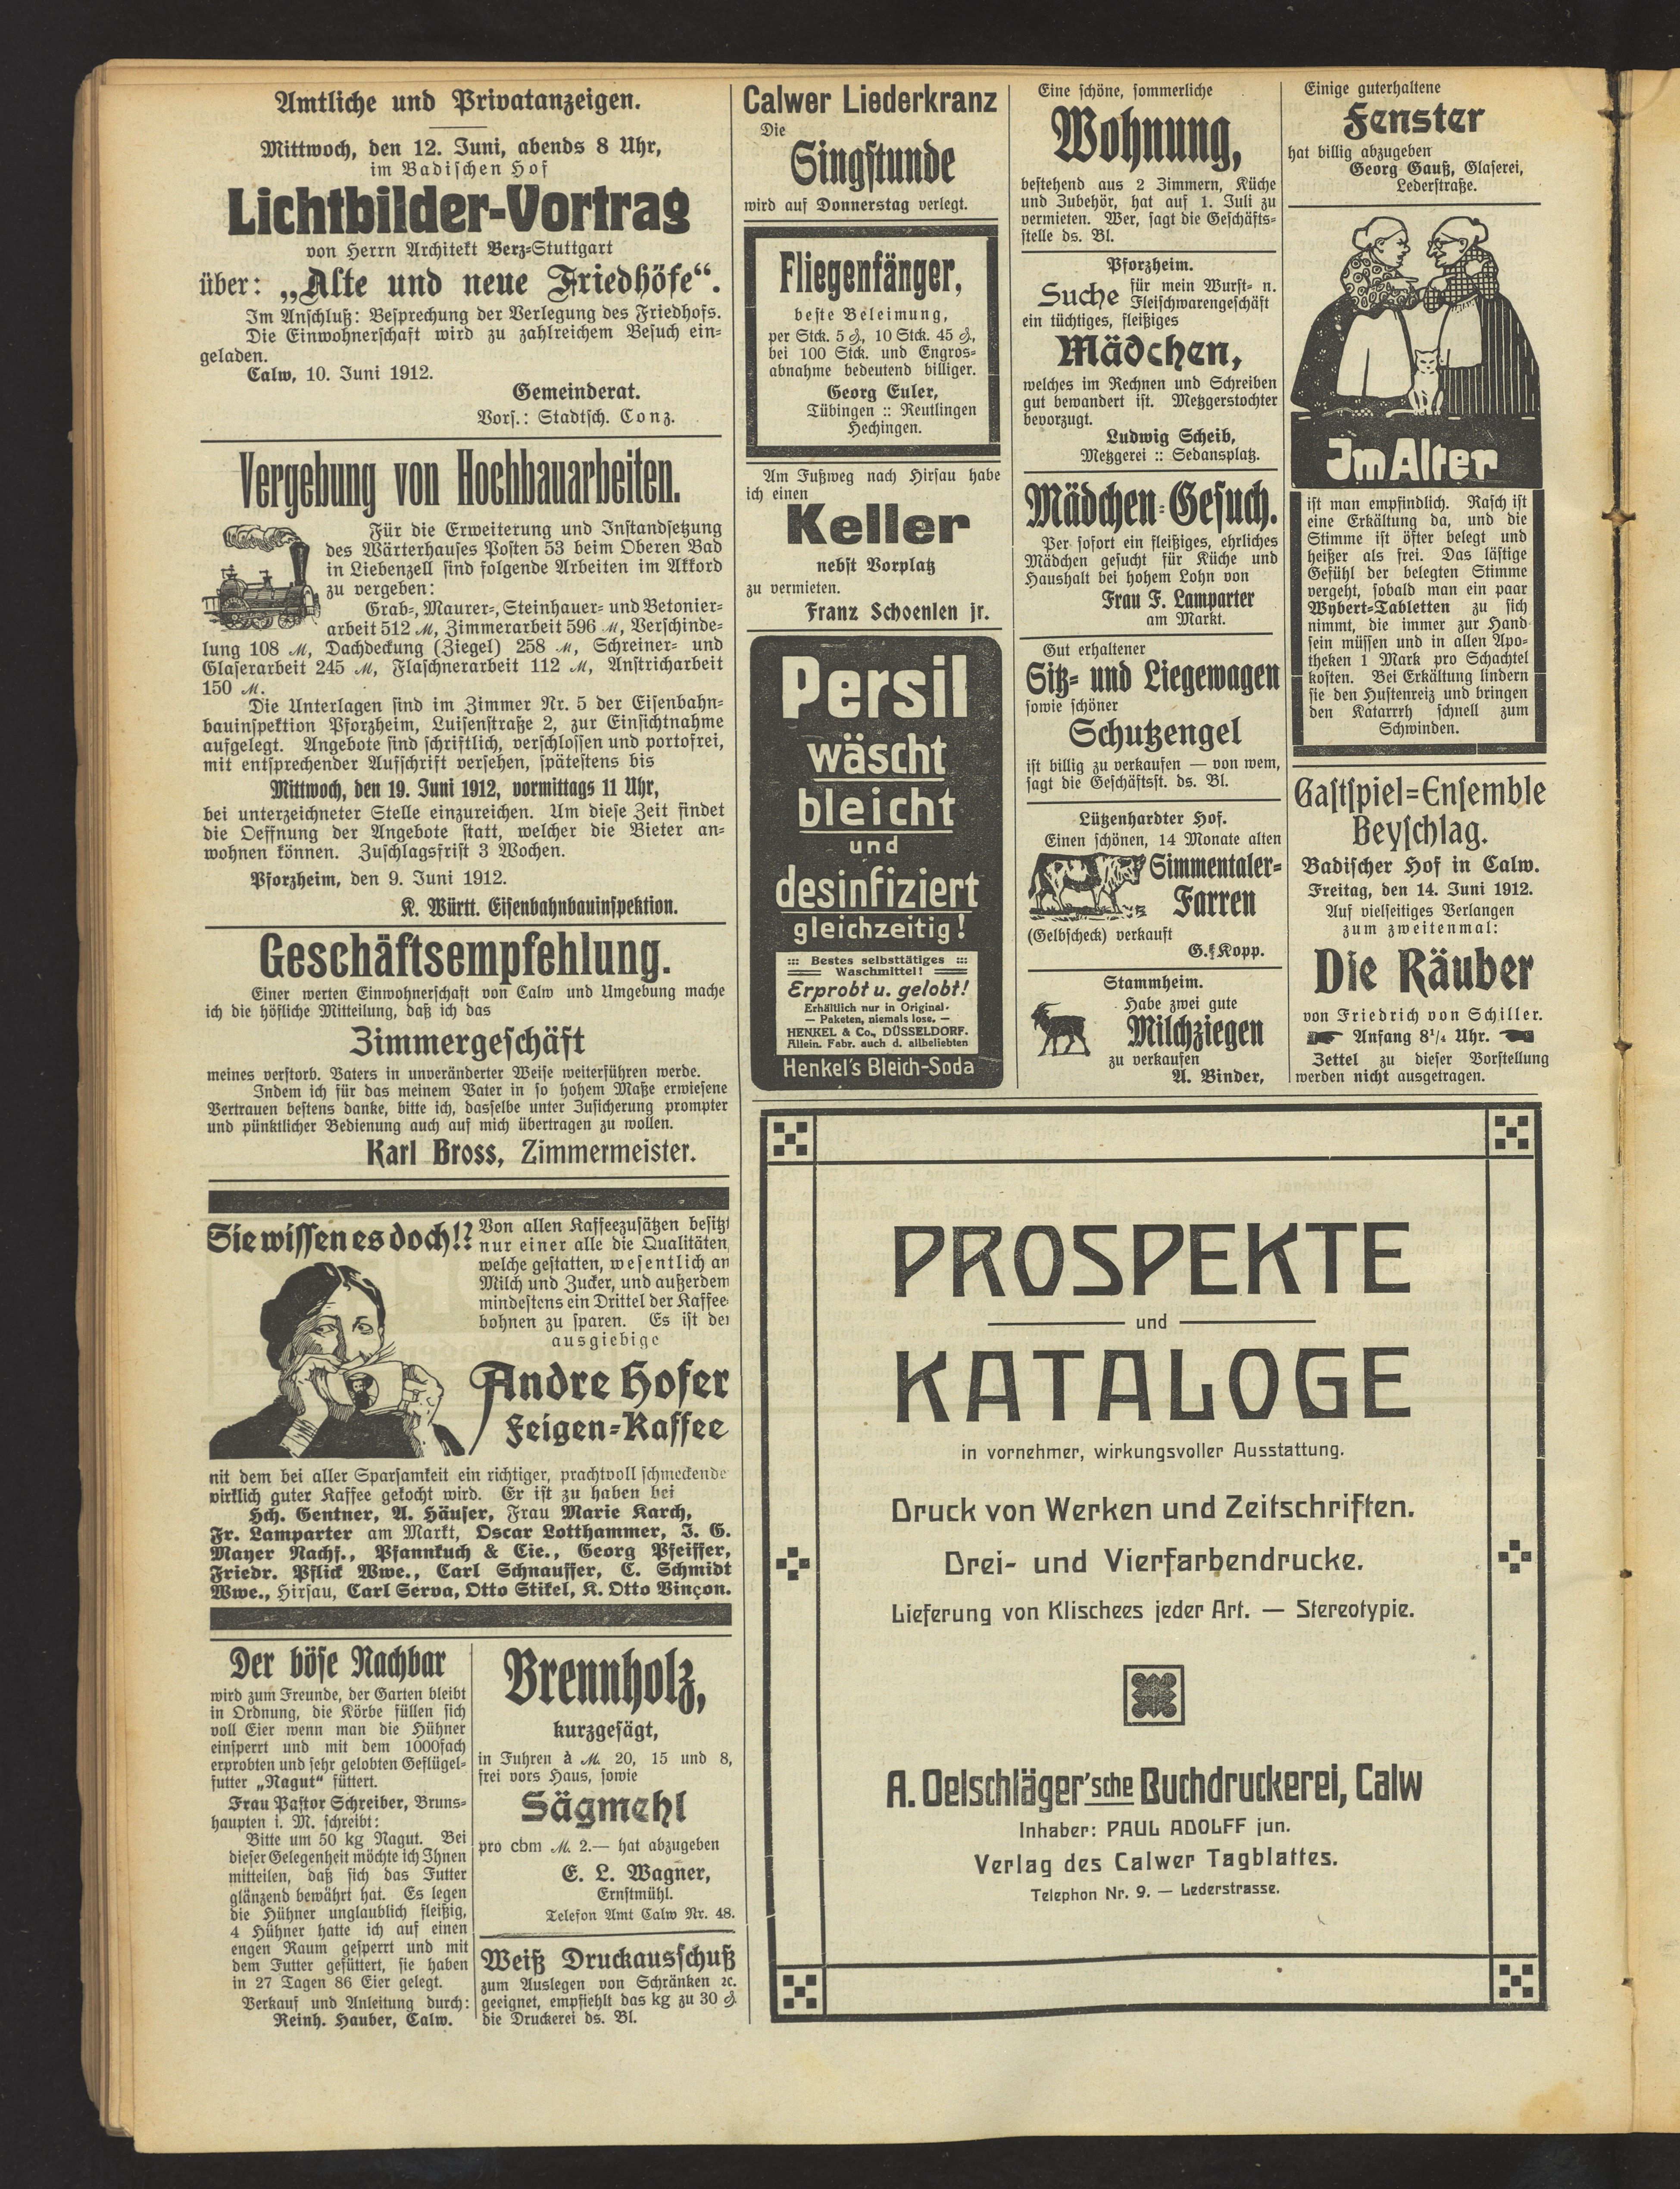 Amtliche und Privatanzeigen.
Mittwoch, den 12. Juni, abends 8 Uhr,
im Badischen Hof
Lichtbilder-Vortrag
von Herrn Architekt Berz-Stuttgart
über: „Alte und neue Friedhöfe“.
Im Anschluß: Besprechung der Verlegung des Friedhofs.
Die Einwohnerschaft wird zu zahlreichem Besuch ein-
geladen.
Calw, 10. Juni 1912.
Gemeinderat.
Vors.: Stadtsch. Conz.
Vergebung von Hochbauarbeiten.
Für die Erweiterung und Instandsetzung
des Wärterhauses Posten 53 beim Oberen Bad
in Liebenzell sind folgende Arbeiten im Akkord
zu vergeben:
Grab-, Maurer-, Steinhauer- und Betonier-
arbeit 512 M, Zimmerarbeit 596 M, Verschinde-
lung 108 M, Dachdeckung (Ziegel) 258 M, Schreiner- und
Glaserarbeit 245 M, Flaschnerarbeit 112 M, Anstricharbeit
150 M.
Die Unterlagen sind im Zimmer Nr. 5 der Eisenbahn-
bauinspektion Pforzheim, Luisenstraße 2, zur Einsichtnahme
aufgelegt. Angebote sind schriftlich, verschlossen und portofrei,
mit entsprechender Aufschrift versehen, spätestens bis
Mittwoch, den 19. Juni 1912, vormittags 11 Uhr,
bei unterzeichneter Stelle einzureichen. Um diese Zeit findet
die Oeffnung der Angebote statt, welcher die Bieter an-
wohnen können. Zuschlagsfrist 3 Wochen.
Pforzheim, den 9. Juni 1912.
K. Württ. Eisenbahnbauinspektion.
Geschäftsempfehlung.
Einer werten Einwohnerschaft von Calw und Umgebung mache
ich die höfliche Mitteilung, daß ich das
Zimmergeschäft
meines verstorb. Vaters in unveränderter Weise weiterführen werde.
Indem ich für das meinem Vater in so hohem Maße erwiesene
Vertrauen bestens danke, bitte ich, dasselbe unter Zusicherung prompter
und pünktlicher Bedienung auch auf mich übertragen zu wollen.
Karl Bross, Zimmermeister.
Sie wissen es doch!?
Von allen Kaffeezusätzen besitzt
nur einer alle die Qualitäten,
welche gestatten, wesentlich an
Milch und Zucker, und außerdem
mindestens ein Drittel der Kaffee-
bohnen zu sparen. Es ist der
ausgiebige
Andre Hofer
Feigen-Kaffee
mit dem bei aller Sparsamkeit ein richtiger, prachtvoll schmeckende
wirklich guter Kaffee gekocht wird. Er ist zu haben bei
Hch. Gentner, A. Häußer, Frau Marie Karch,
Fr. Lamparter am Markt, Oscar Lotthammer, J. G.
Mayer Nachf., Pfannkuch & Cie., Georg Pfeiffer,
Friedr. Pflick Wwe., Carl Schnauffer, C. Schmidt
Wwe., Hirsau, Carl Serva, Otto Stikel, K. Otto Vinçon.
Der böse Nachbar
wird zum Freunde, der Garten bleibt
in Ordnung, die Körbe füllen sich
voll Eier wenn man die Hühner
einsperrt und mit dem 1000fach
erprobten und sehr gelobten Geflügel-
futter „Nagut“ füttert.
Frau Pastor Schreiber, Bruns-
haupten i. M. schreibt:
Bitte um 50 kg Nagut. Bei
dieser Gelegenheit möchte ich Ihnen
mitteilen, daß sich das Futter
glänzend bewährt hat. Es legen
die Hühner unglaublich fleißig,
4 Hühner hatte ich auf einen
engen Raum gesperrt und mit
dem Futter gefüttert, sie haben
in 27 Tagen 86 Eier gelegt.
Verkauf und Anleitung durch:
Reinh. Hauber, Calw.
Brennholz,
kurzgesägt,
in Fuhren à M. 20, 15 und 8,
frei vors Haus, sowie
Sägmehl
pro cbm M. 2.— hat abzugeben
E. L. Wagner,
Ernstmühl.
Telefon Amt Calw Nr. 48.
Weiß Druckausschuß
zum Auslegen von Schränken ꝛc.
geeignet, empfiehlt das kg zu 30 ₰
die Druckerei ds. Bl.
Calwer Liederkranz
Die
Singstunde
wird auf Donnerstag verlegt.
Fliegenfänger,
beste Beleimung,
per Stck. 5 ₰, 10 Stck. 45 ₰,
bei 100 Stck. und Engros-
abnahme bedeutend billiger.
Georg Euler,
Tübingen :: Reutlingen
Hechingen.
Am Fußweg nach Hirsau habe
ich einen
Keller
nebst Vorplatz
zu vermieten.
Franz Schoenlen jr.
Persil
wäscht
bleicht
und
desinfiziert
gleichzeitig!
::: Bestes selbsttätiges :::
Waschmittel!
Erprobt u. gelobt!
Erhältlich nur in Original-
— Paketen, niemals lose. —
HENKEL & Co., DÜSSELDORF.
Allein. Fabr. auch d. allbeliebten
Henkel's Bleich-Soda
Eine schöne, sommerliche
Wohnung,
bestehend aus 2 Zimmern, Küche
und Zubehör, hat auf 1. Juli zu
vermieten. Wer, sagt die Geschäfts-
stelle ds. Bl.
Pforzheim.
Suche für mein Wurst- n.
Fleischwarengeschäft
ein tüchtiges, fleißiges
Mädchen,
welches im Rechnen und Schreiben
gut bewandert ist. Metzgerstochter
bevorzugt.
Ludwig Scheib,
Metzgerei :: Sedansplatz.
Mädchen-Gesuch.
Per sofort ein fleißiges, ehrliches
Mädchen gesucht für Küche und
Haushalt bei hohem Lohn von
Frau F. Lamparter
am Markt.
Gut erhaltener
Sitz- und Liegewagen
sowie schöner
Schutzengel
ist billig zu verkaufen — von wem,
sagt die Geschäftsst. ds. Bl.
Lützenhardter Hof.
Einen schönen, 14 Monate alten
Simmentaler-
Farren
(Gelbscheck) verkauft
G. Kopp.
Stammheim.
Habe zwei gute
Milchziegen
zu verkaufen
A. Binder,
Einige guterhaltene
Fenster
hat billig abzugeben
Georg Gauß, Glaserei,
Lederstraße.
Im Alter
ist man empfindlich. Rasch ist
eine Erkältung da, und die
Stimme ist öfter belegt und
heißer als frei. Das lästige
Gefühl der belegten Stimme
vergeht, sobald man ein paar
Wybert-Tabletten zu sich
nimmt, die immer zur Hand
sein müssen und in allen Apo-
theken 1 Mark pro Schachtel
kosten. Bei Erkältung lindern
sie den Hustenreiz und bringen
den Katarrrh schnell zum
Schwinden.
Gastspiel=Ensemble
Beyschlag.
Badischer Hof in Calw.
Freitag, den 14. Juni 1912.
Auf vielseitiges Verlangen
zum zweitenmal:
Die Räuber
von Friedrich von Schiller.
Anfang 8¼ Uhr.
Zettel zu dieser Vorstellung
werden nicht ausgetragen.
PROSPEKTE
und
KATALOGE
in vornehmer, wirkungsvoller Ausstattung.
Druck von Werken und Zeitschriften.
Drei- und Vierfarbendrucke.
Lieferung von Klischees jeder Art. — Stereotypie.
A. Oelschläger'sche Buchdruckerei, Calw
Inhaber: PAUL ADOLFF jun.
Verlag des Calwer Tagblattes.
Telephon Nr. 9. — Lederstrasse.